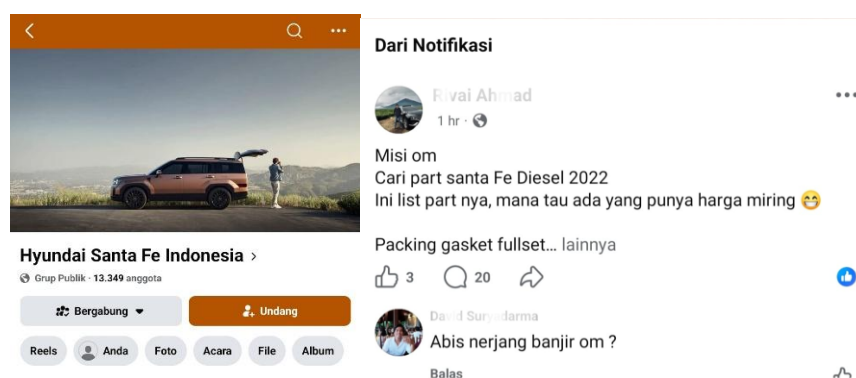 Hyundai Santa Fe Indonesia
Grup Publik · 13.349 anggota
Bergabung
Undang
Reels
Anda
Foto
Acara
File
Album
Dari Notifikasi
Rivai Ahmad
1 hr ·
Misi om
Cari part santa Fe Diesel 2022
Ini list part nya, mana tau ada yang punya harga miring 😁
Packing gasket fullset... lainnya
3
20
David Suryadarma
Abis nerjang banjir om ?
Balas